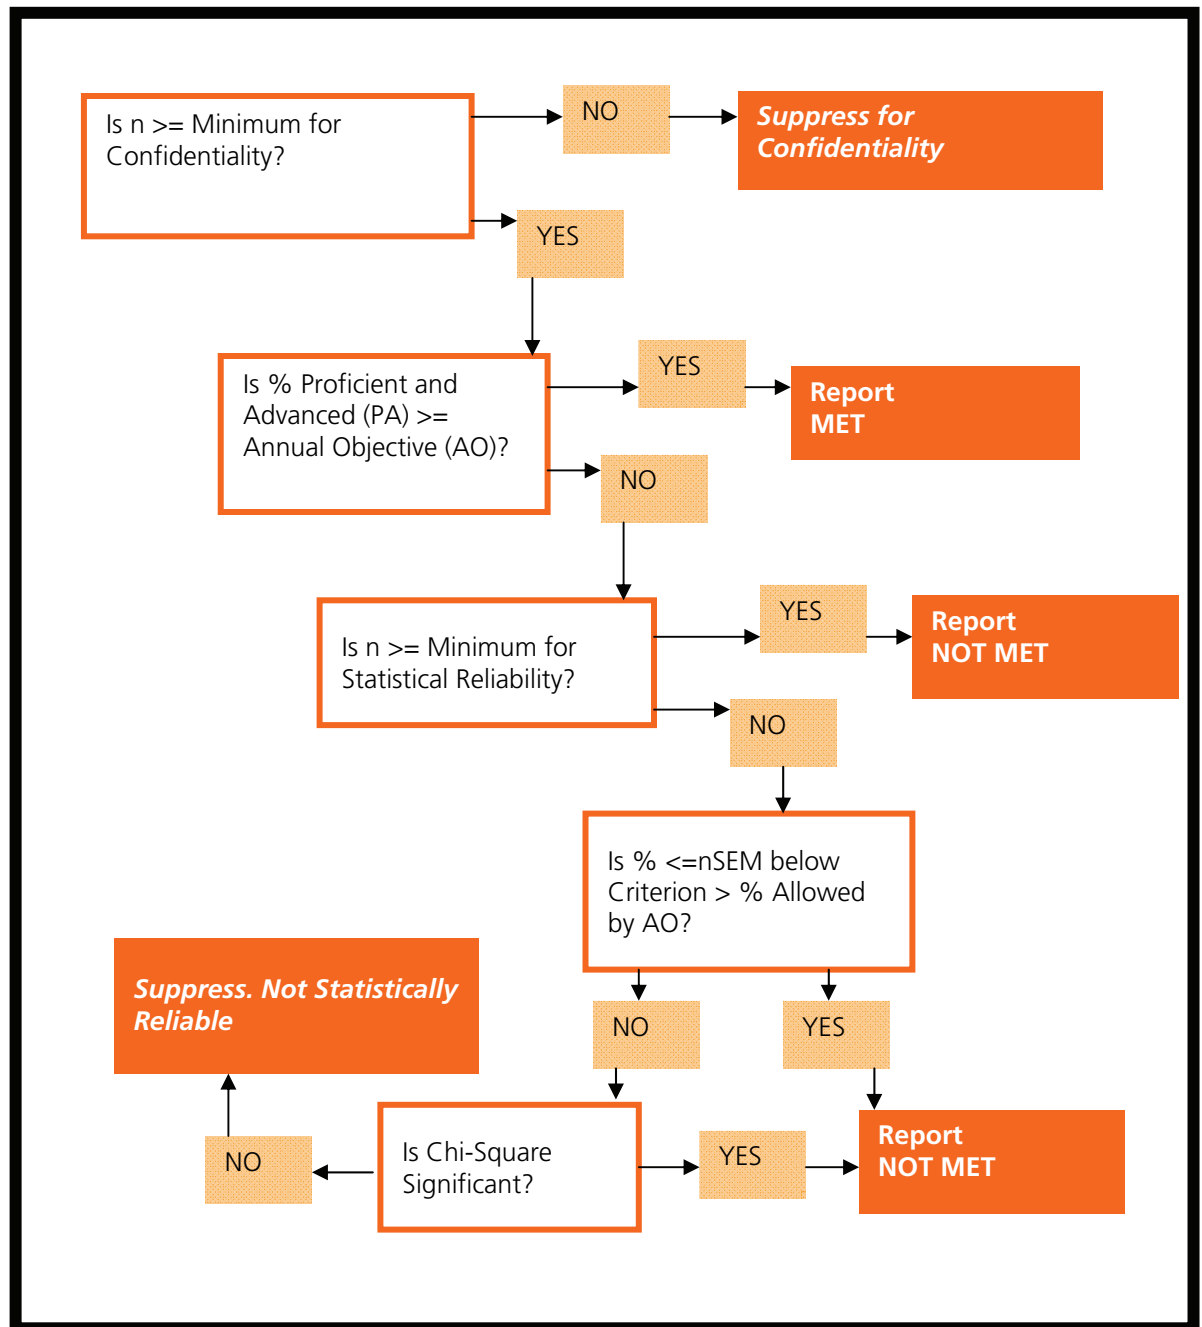 Is n >= Minimum for
Confidentiality?
NO
Suppress for
Confidentiality
YES
Is % Proficient and
Advanced (PA) >=
Annual Objective (AO)?
YES
Report
MET
NO
Is n >= Minimum for
Statistical Reliability?
YES
Report
NOT MET
NO
Is % <=nSEM below
Criterion > % Allowed
by AO?
NO
YES
Suppress. Not Statistically
Reliable
Is Chi-Square
Significant?
NO
YES
Report
NOT MET